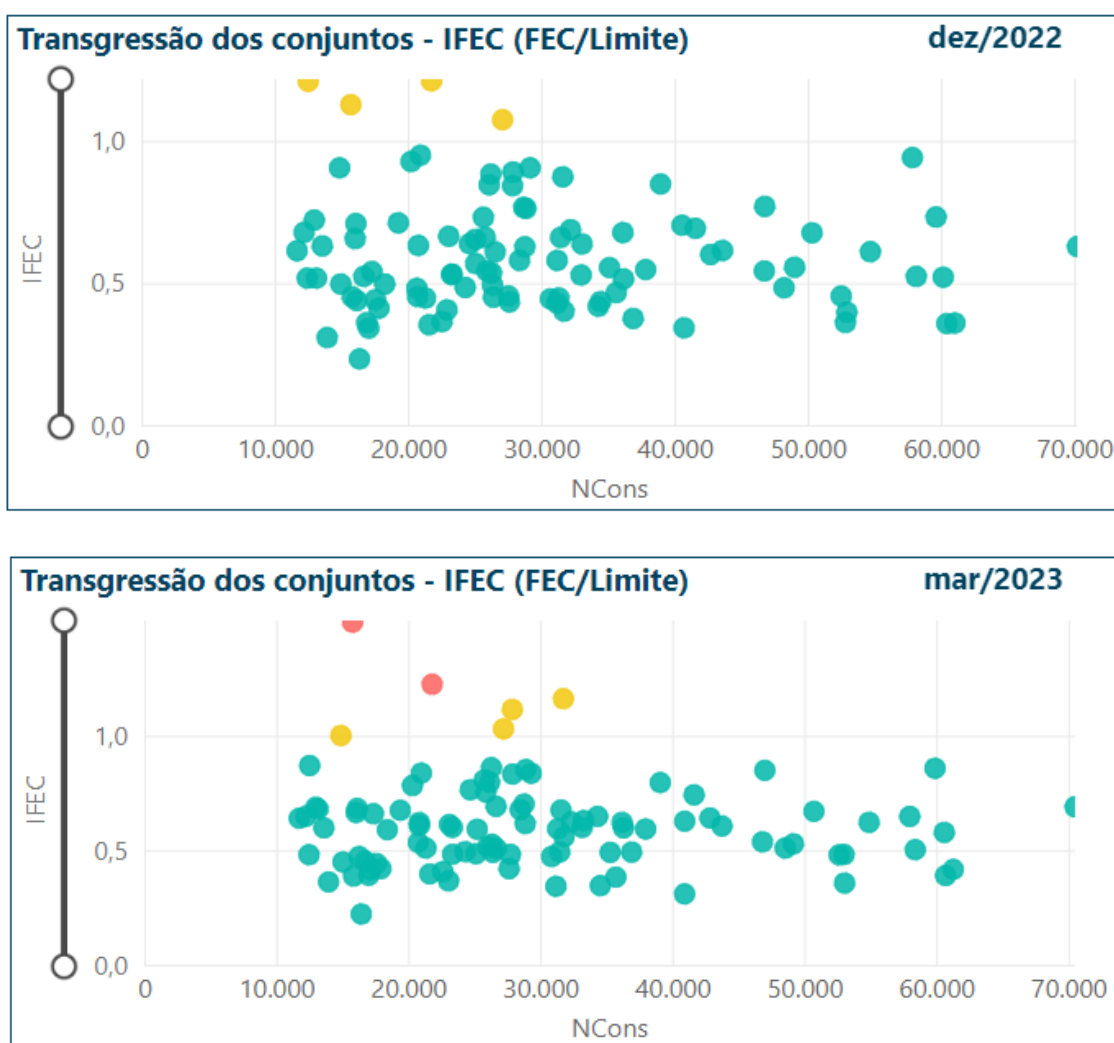 Transgressão dos conjuntos - IFEC (FEC/Limite) dez/2022
1,0
IFEC
0,5
0,0
0 10.000 20.000 30.000 40.000 50.000 60.000 70.000
NCons
Transgressão dos conjuntos - IFEC (FEC/Limite) mar/2023
1,0
IFEC
0,5
0,0
0 10.000 20.000 30.000 40.000 50.000 60.000 70.000
NCons